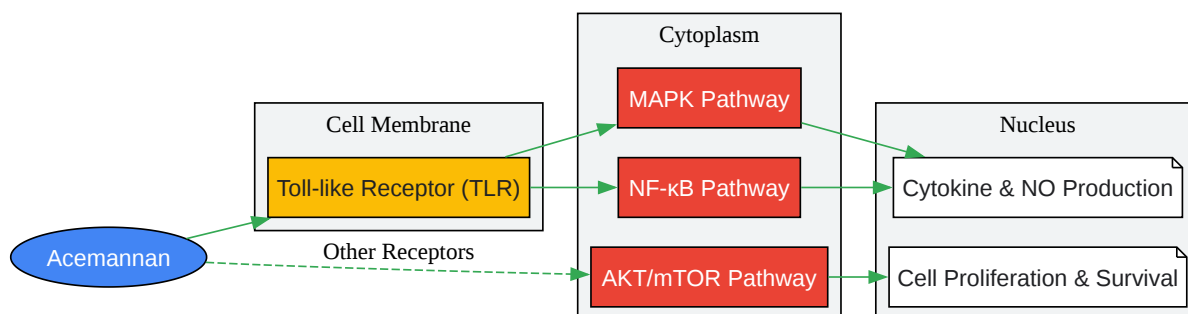 Cytoplasm
MAPK Pathway
Cell Membrane
Nucleus
Toll-like Receptor (TLR)
NF-κB Pathway
Cytokine & NO Production
Acemannan
Other Receptors
AKT/mTOR Pathway
Cell Proliferation & Survival